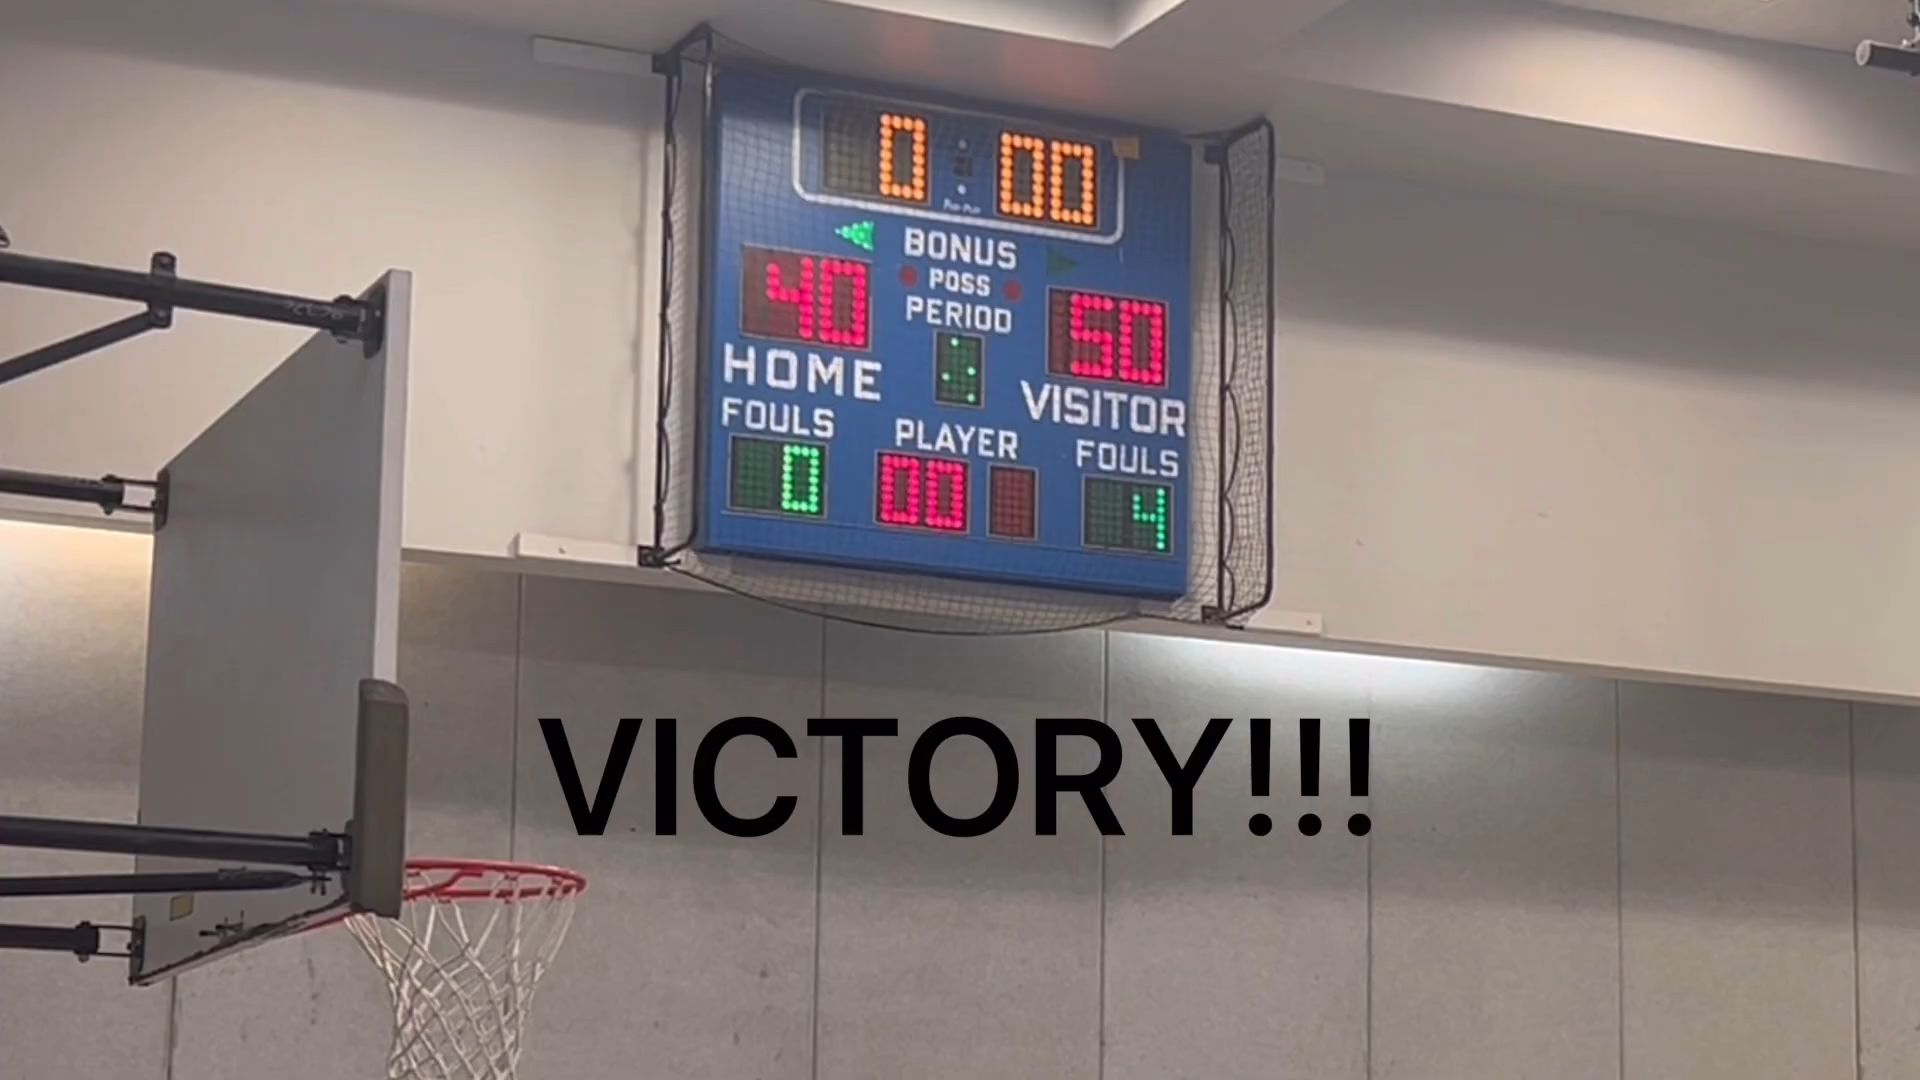 0 00
BONUS
POSS
40 PERIOD 50
HOME VISITOR
FOULS PLAYER FOULS
0 00 4
VICTORY!!!